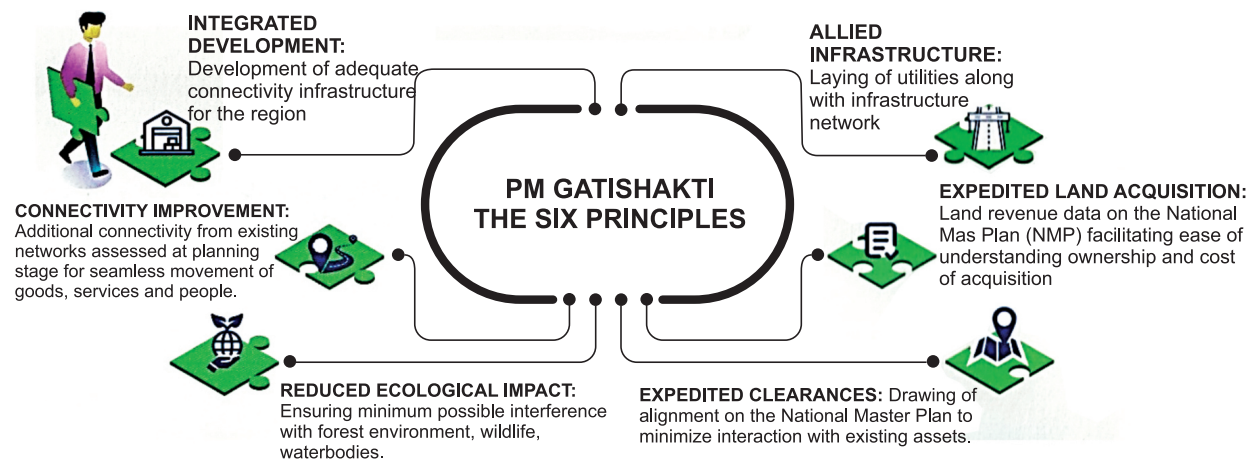 INTEGRATED
DEVELOPMENT:
Development of adequate
connectivity infrastructure
for the region
ALLIED
INFRASTRUCTURE:
Laying of utilities along
with infrastructure
network
PM GATISHAKTI
THE SIX PRINCIPLES
CONNECTIVITY IMPROVEMENT:
Additional connectivity from existing
networks assessed at planning
stage for seamless movement of
goods, services and people.
EXPEDITED LAND ACQUISITION:
Land revenue data on the National
Mas Plan (NMP) facilitating ease of
understanding ownership and cost
of acquisition
REDUCED ECOLOGICAL IMPACT:
Ensuring minimum possible interference
with forest environment, wildlife,
waterbodies.
EXPEDITED CLEARANCES: Drawing of
alignment on the National Master Plan to
minimize interaction with existing assets.